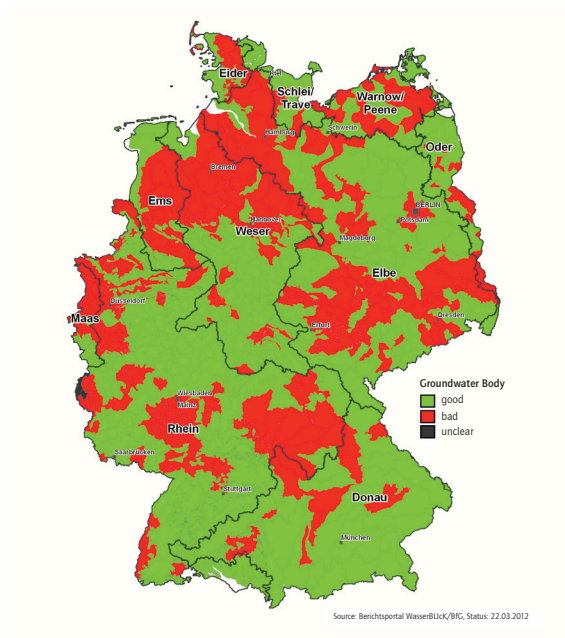 Eider
Kiel
Schlei/
Trave
Warnow/
Peene
Schwerin
Hamburg
Oder
Bremen
Ems
BERLIN
Potsdam
Hannover
Weser
Magdeburg
Elbe
Düsseldorf
Maas
Erfurt
Dresden
Groundwater Body
good
bad
unclear
Wiesbaden
Mainz
Rhein
Saarbrücken
Stuttgart
Donau
München
Source: Berichtsportal WasserBLIcK/BfG, Status: 22.03.2012